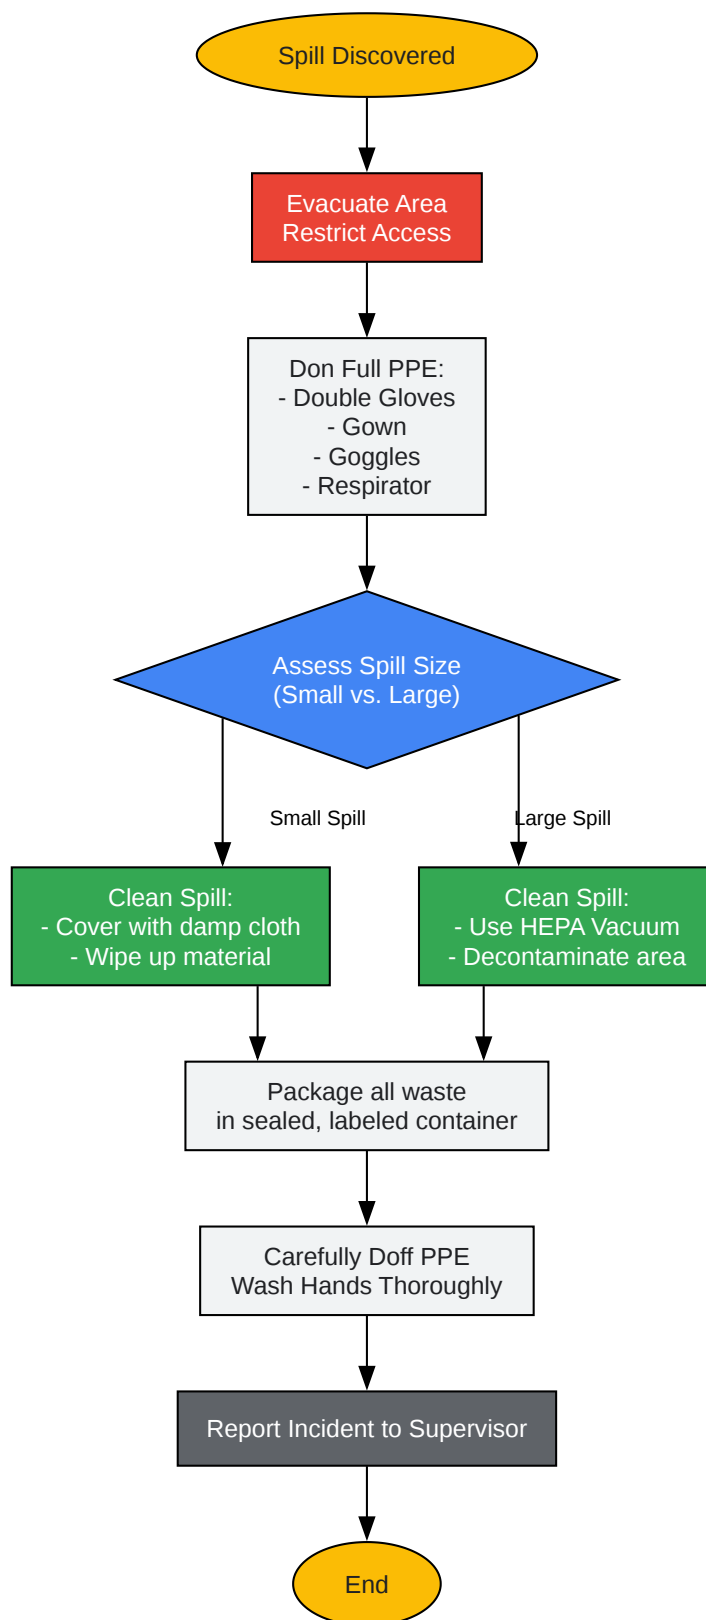 Spill Discovered
Evacuate Area
Restrict Access
Don Full PPE:
- Double Gloves
- Gown
- Goggles
- Respirator
Assess Spill Size
(Small vs. Large)
Small Spill
Large Spill
Clean Spill:
- Cover with damp cloth
- Wipe up material
Clean Spill:
- Use HEPA Vacuum
- Decontaminate area
Package all waste
in sealed, labeled container
Carefully Doff PPE
Wash Hands Thoroughly
Report Incident to Supervisor
End